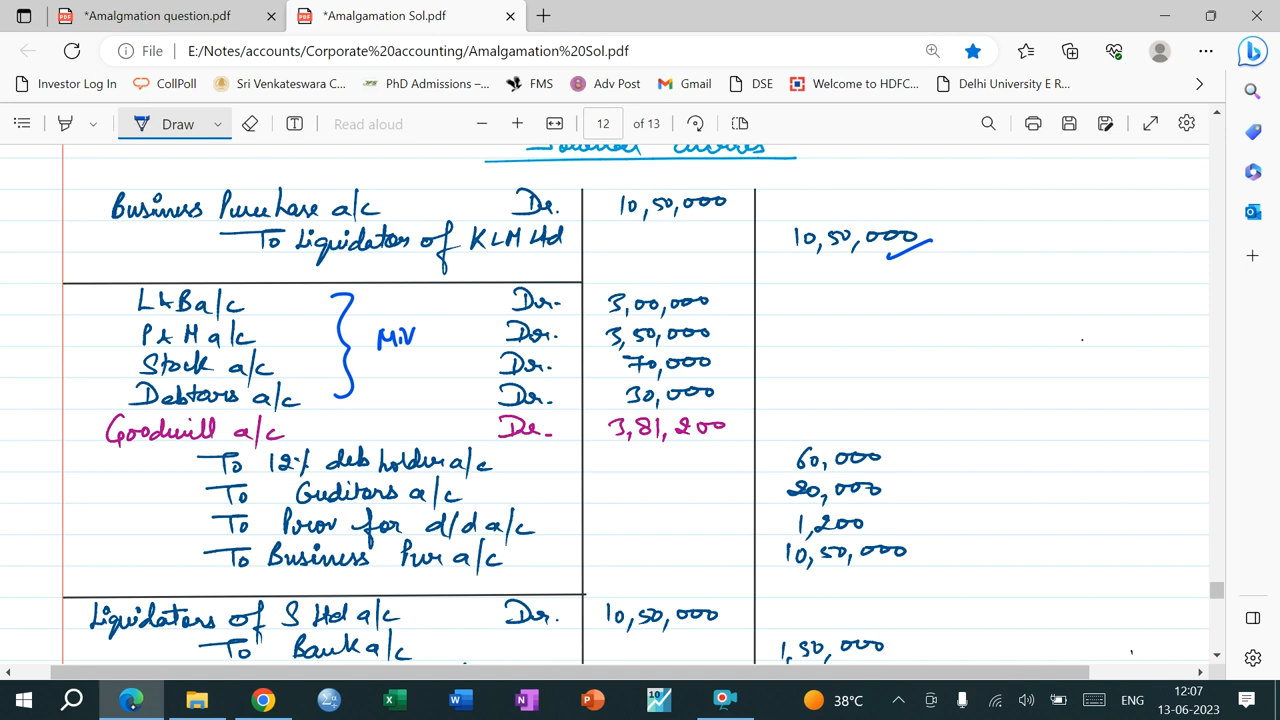 *Amalgmation question.pdf
*Amalgamation Sol.pdf
File E:/Notes/accounts/Corporate%20accounting/Amalgamation%20Sol.pdf
Investor Log In CollPoll Sri Venkateswara C... PhD Admissions –... FMS Adv Post Gmail DSE Welcome to HDFC... Delhi University E R...
Draw Read aloud 12 of 13
Business Purchase a/c Dr. 10,50,000
To Liquidators of KLM Ltd 10,50,000
L&B a/c Dr. 3,00,000
P&M a/c Dr. 3,50,000
M.V
Stock a/c Dr. 70,000
Debtors a/c Dr. 30,000
Goodwill a/c Dr. 3,81,200
To 12% deb holder a/c 60,000
To Creditors a/c 20,000
To Prov for d/d a/c 1,200
To Business Pur a/c 10,50,000
Liquidators of S Ltd a/c Dr. 10,50,000
To Bank a/c 1,50,000
38°C ENG 12:07
13-06-2023